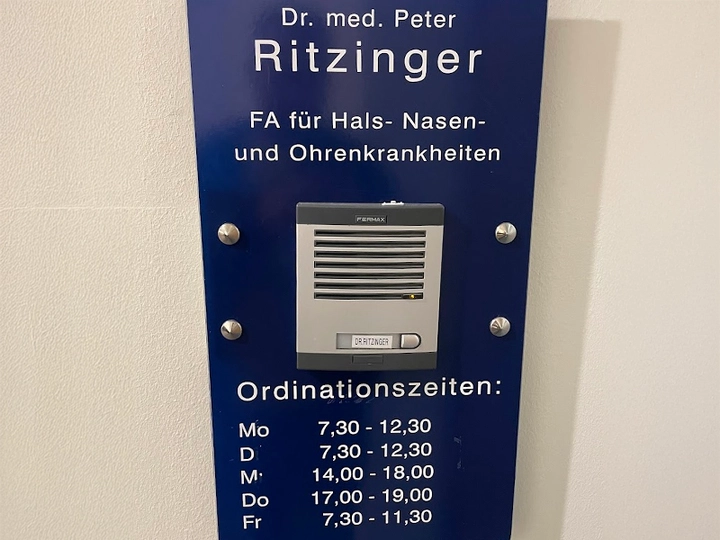 Dr. med. Peter
Ritzinger
FA für Hals- Nasen-
und Ohrenkrankheiten
FERMAX
DR.RITZINGER
Ordinationszeiten:
Mo 7,30 - 12,30
D 7,30 - 12,30
M 14,00 - 18,00
Do 17,00 - 19,00
Fr 7,30 - 11,30